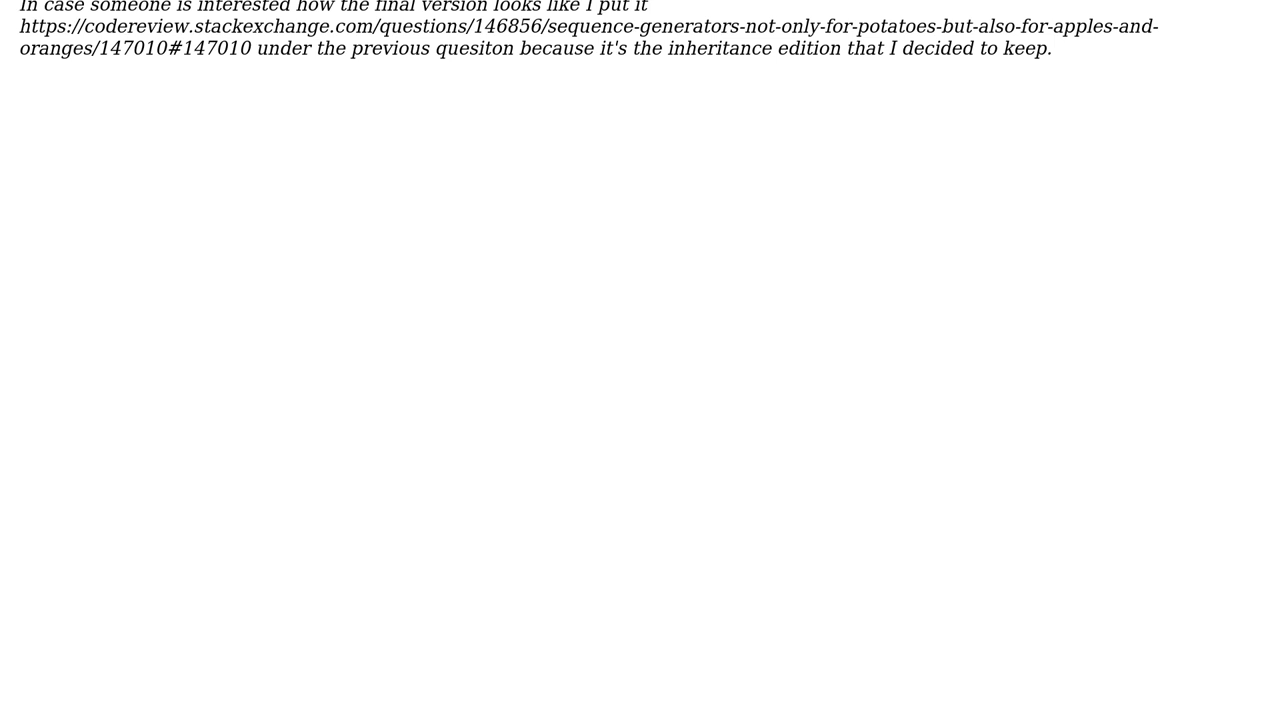 In case someone is interested how the final version looks like I put it
https://codereview.stackexchange.com/questions/146856/sequence-generators-not-only-for-potatoes-but-also-for-apples-and-
oranges/147010#147010 under the previous quesiton because it's the inheritance edition that I decided to keep.